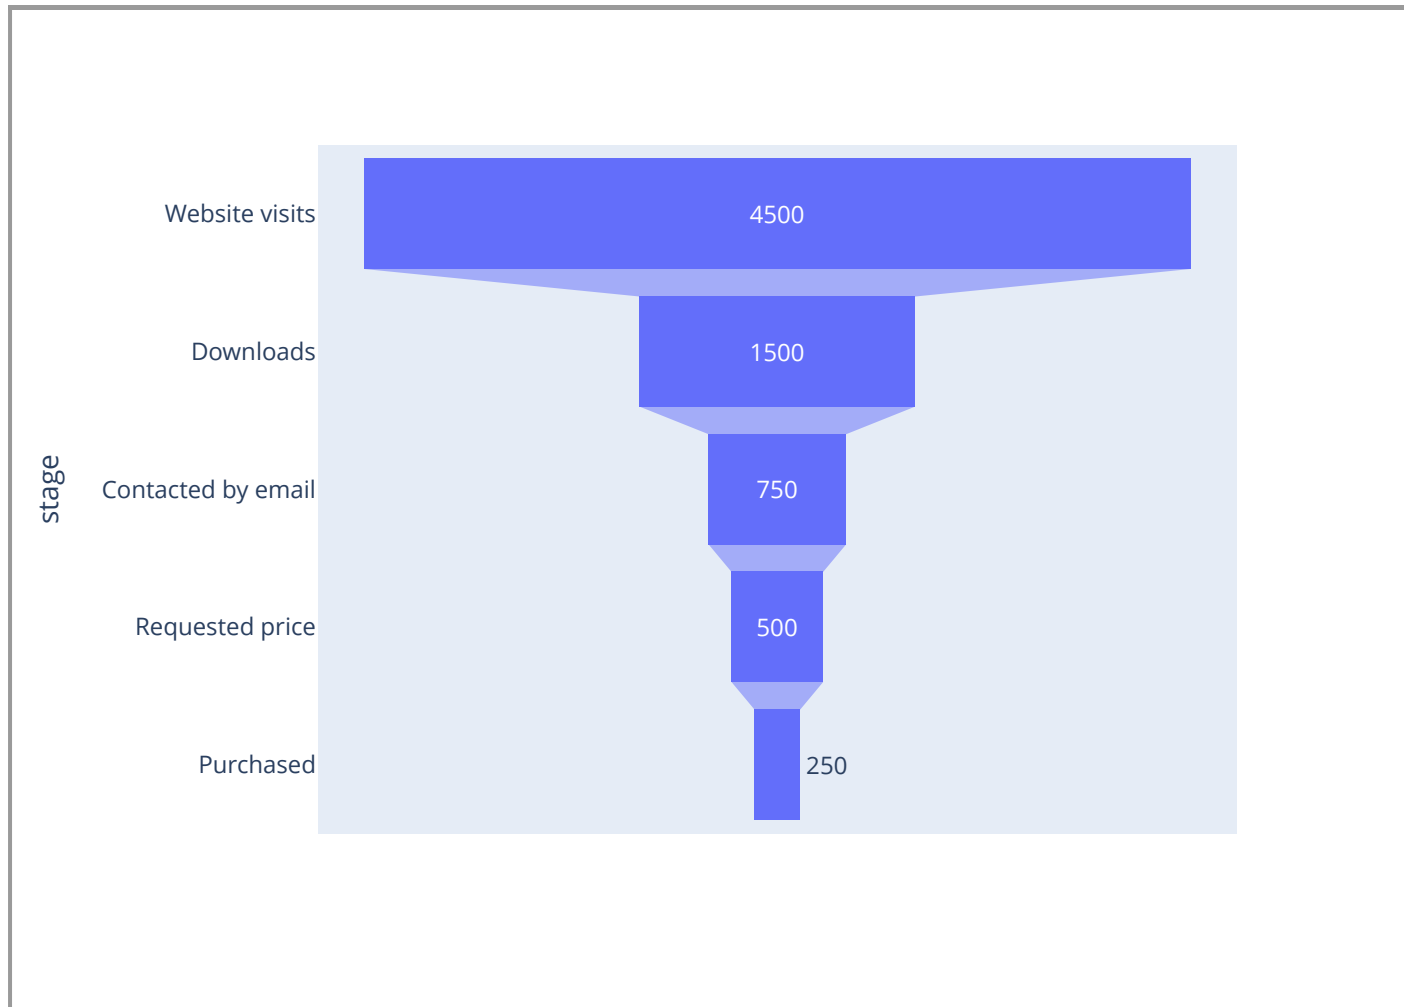 stage
Website visits
4500
Downloads
1500
Contacted by email
750
Requested price
500
Purchased
250